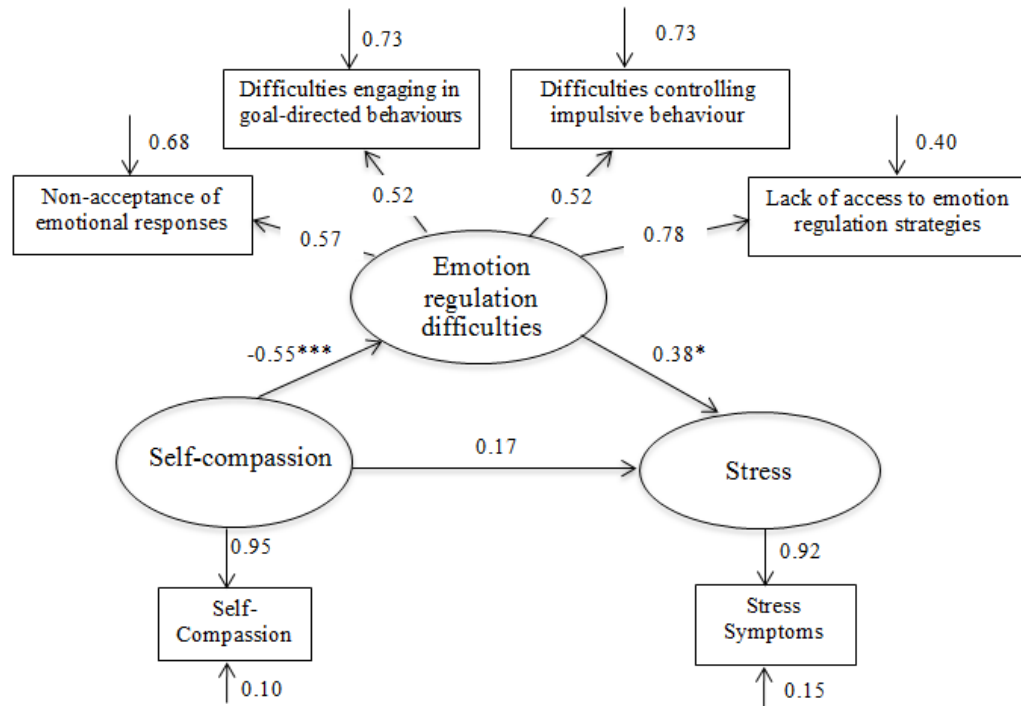 0.73
0.73
Difficulties engaging in
goal-directed behaviours
Difficulties controlling
impulsive behaviour
0.68
0.40
Non-acceptance of
emotional responses
Lack of access to emotion
regulation strategies
0.52
0.52
0.57
0.78
Emotion
regulation
difficulties
-0.55***
0.38*
Self-compassion
0.17
Stress
0.95
0.92
Self-
Compassion
Stress
Symptoms
0.10
0.15